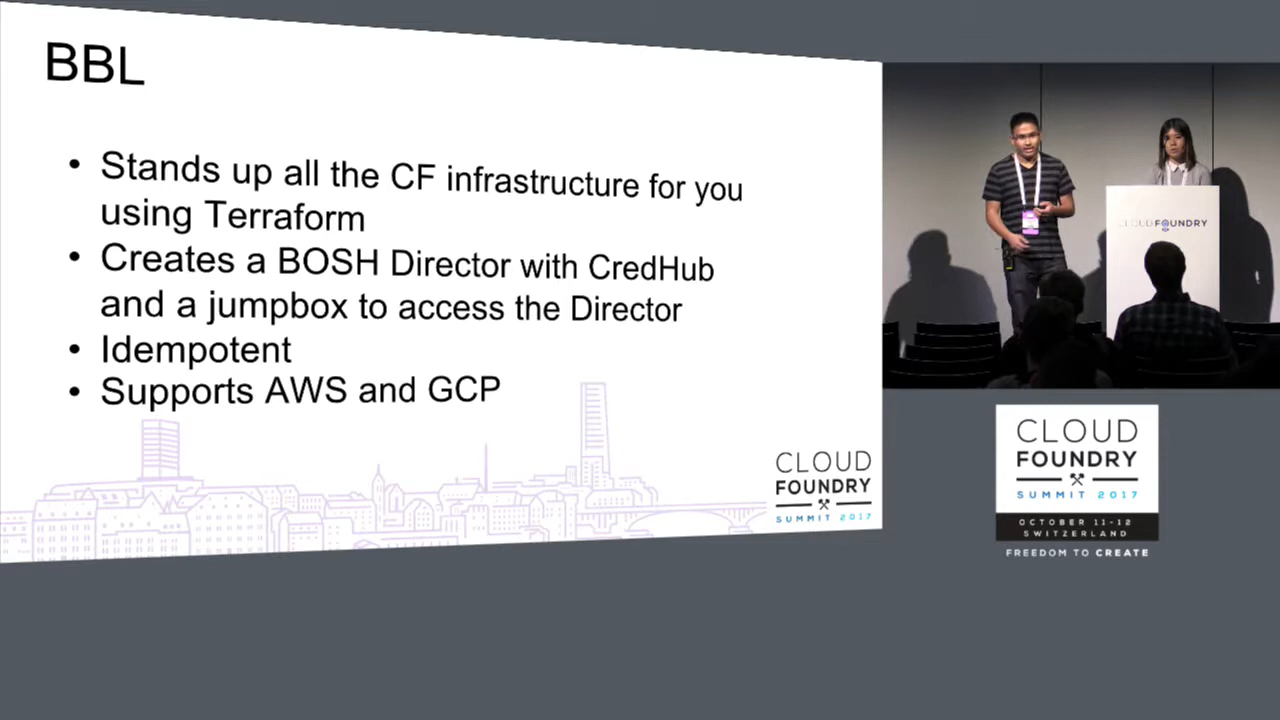 BBL
• Stands up all the CF infrastructure for you
using Terraform
• Creates a BOSH Director with CredHub
and a jumpbox to access the Director
• Idempotent
• Supports AWS and GCP
CLOUD
FOUNDRY
SUMMIT 2017
CLOUD FOUNDRY
CLOUD
FOUNDRY
SUMMIT 2017
OCTOBER 11-12
SWITZERLAND
FREEDOM TO CREATE